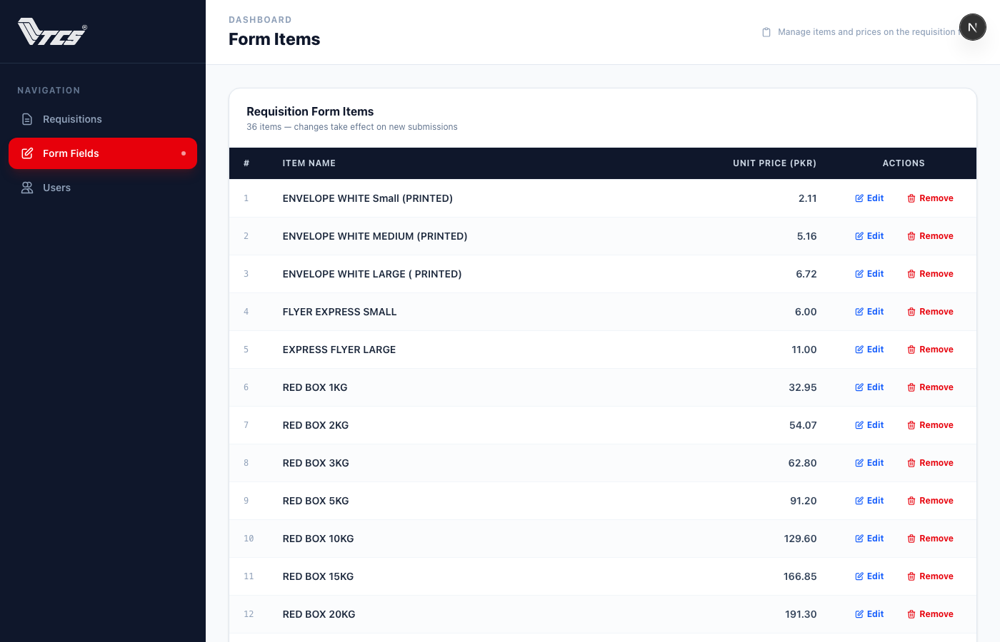 TCS®
DASHBOARD
Form Items
Manage items and prices on the requisition
N
NAVIGATION
Requisitions
Form Fields
Users
Requisition Form Items
36 items — changes take effect on new submissions
# ITEM NAME UNIT PRICE (PKR) ACTIONS
1 ENVELOPE WHITE Small (PRINTED) 2.11 Edit Remove
2 ENVELOPE WHITE MEDIUM (PRINTED) 5.16 Edit Remove
3 ENVELOPE WHITE LARGE ( PRINTED) 6.72 Edit Remove
4 FLYER EXPRESS SMALL 6.00 Edit Remove
5 EXPRESS FLYER LARGE 11.00 Edit Remove
6 RED BOX 1KG 32.95 Edit Remove
7 RED BOX 2KG 54.07 Edit Remove
8 RED BOX 3KG 62.80 Edit Remove
9 RED BOX 5KG 91.20 Edit Remove
10 RED BOX 10KG 129.60 Edit Remove
11 RED BOX 15KG 166.85 Edit Remove
12 RED BOX 20KG 191.30 Edit Remove